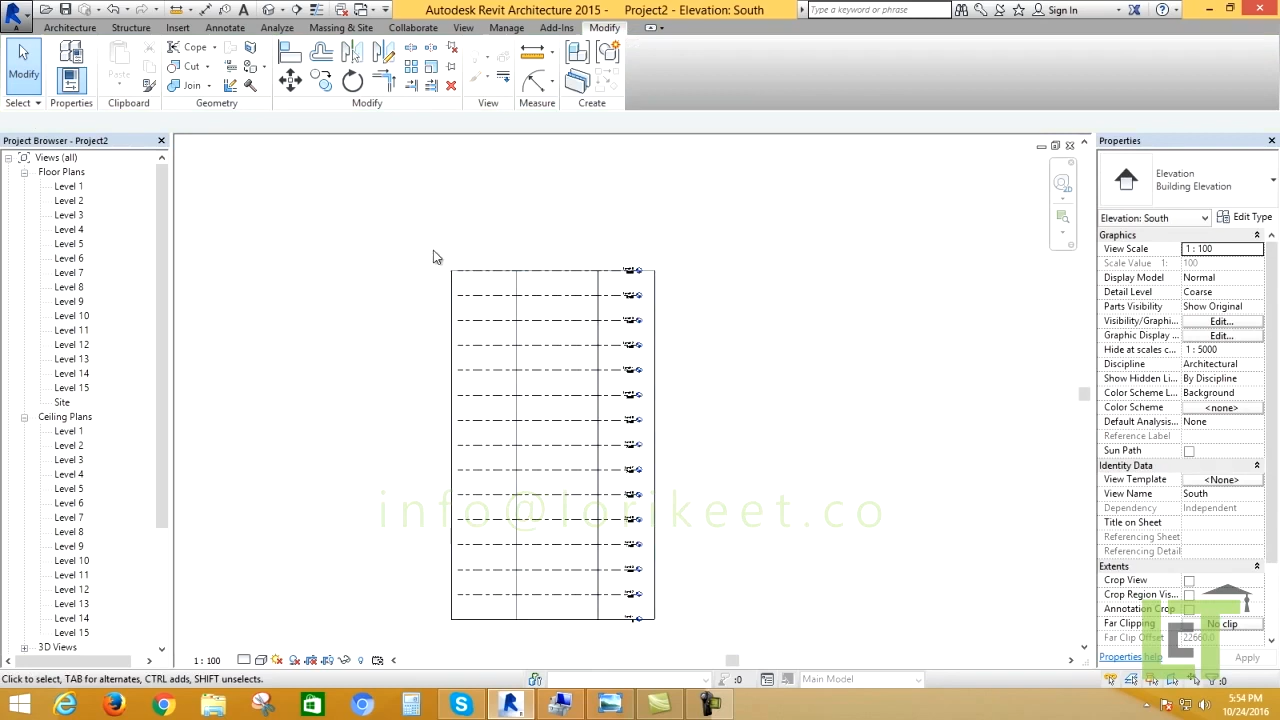 Autodesk Revit Architecture 2015 - Project2 - Elevation: South
Type a keyword or phrase
Sign In
Architecture Structure Insert Annotate Analyze Massing & Site Collaborate View Manage Add-Ins Modify
Modify
Paste
Cope
Cut
Join
Select Properties Clipboard Geometry Modify View Measure Create
Project Browser - Project2
Views (all)
Floor Plans
Level 1
Level 2
Level 3
Level 4
Level 5
Level 6
Level 7
Level 8
Level 9
Level 10
Level 11
Level 12
Level 13
Level 14
Level 15
Site
Ceiling Plans
Level 1
Level 2
Level 3
Level 4
Level 5
Level 6
Level 7
Level 8
Level 9
Level 10
Level 11
Level 12
Level 13
Level 14
Level 15
3D Views
2D
info@lorikeet.co
Properties
Elevation
Building Elevation
Elevation: South Edit Type
Graphics
View Scale 1 : 100
Scale Value 1: 100
Display Model Normal
Detail Level Coarse
Parts Visibility Show Original
Visibility/Graphi... Edit...
Graphic Display ... Edit...
Hide at scales c... 1 : 5000
Discipline Architectural
Show Hidden Li... By Discipline
Color Scheme L... Background
Color Scheme <none>
Default Analysis... None
Reference Label
Sun Path
Identity Data
View Template <None>
View Name South
Dependency Independent
Title on Sheet
Referencing Sheet
Referencing Detail
Extents
Crop View
Crop Region Vis...
Annotation Crop
Far Clipping No clip
Far Clip Offset 22660.0
Properties help Apply
1 : 100
Click to select, TAB for alternates, CTRL adds, SHIFT unselects.
:0
Main Model
:0
5:54 PM
10/24/2016